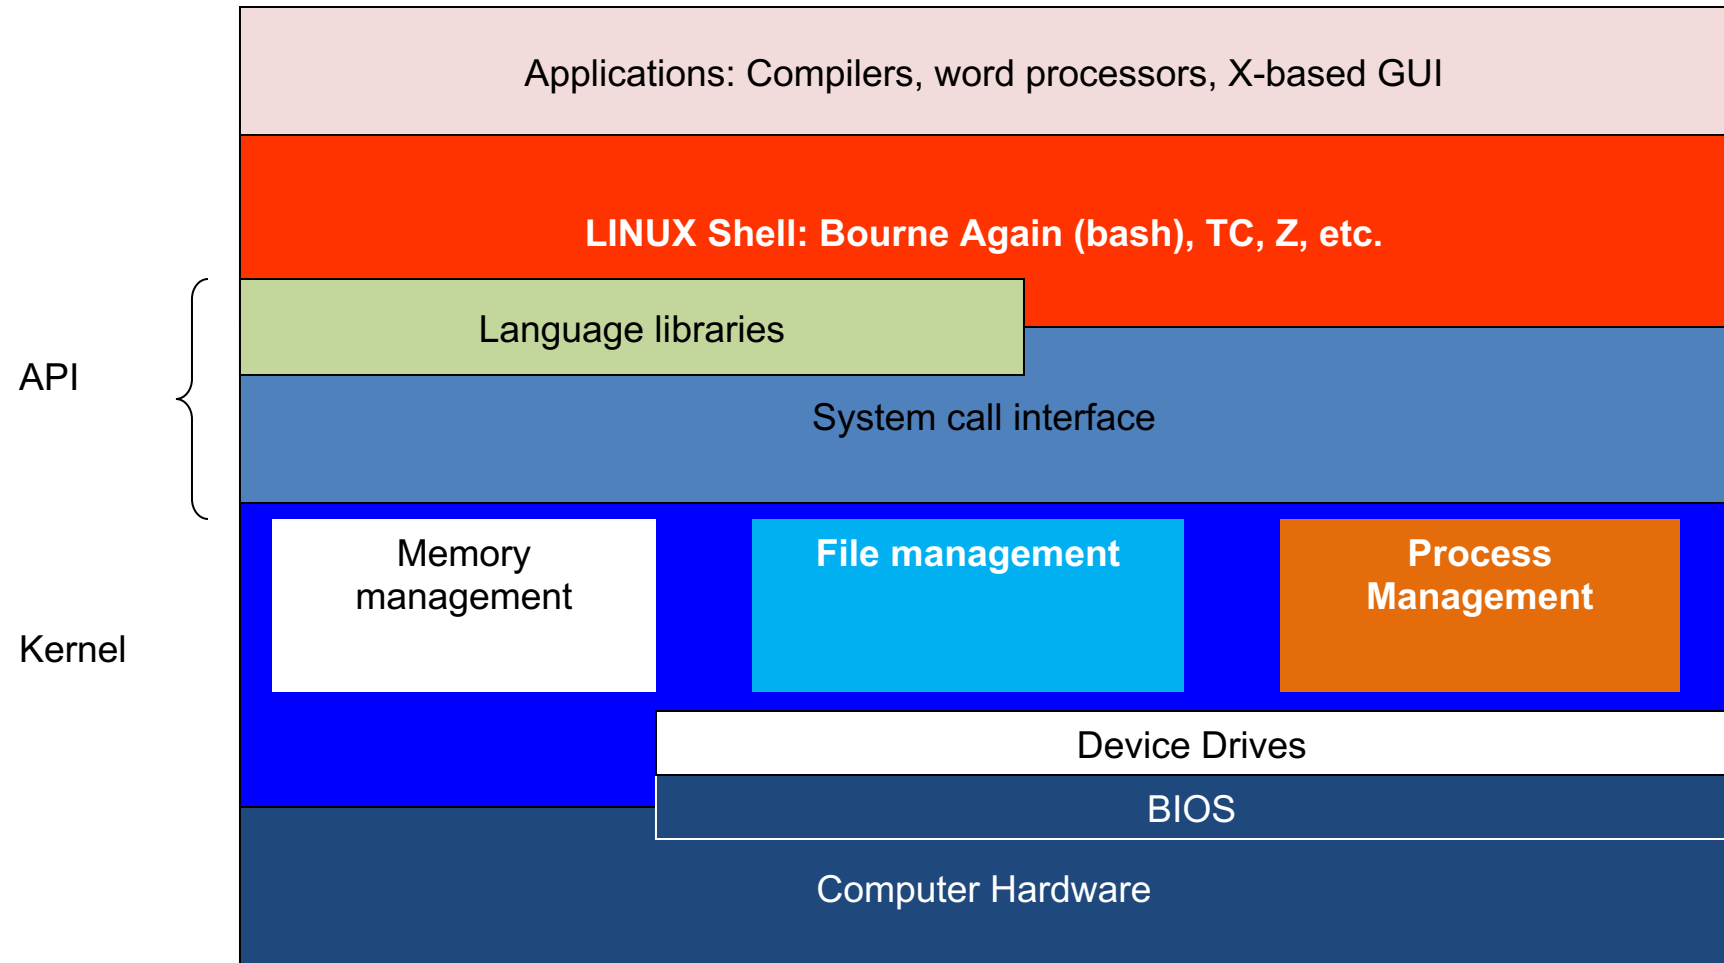 Applications: Compilers, word processors, X-based GUI
LINUX Shell: Bourne Again (bash), TC, Z, etc.
Language libraries
API
System call interface
Memory
management
File management
Process
Management
Kernel
Device Drives
BIOS
Computer Hardware